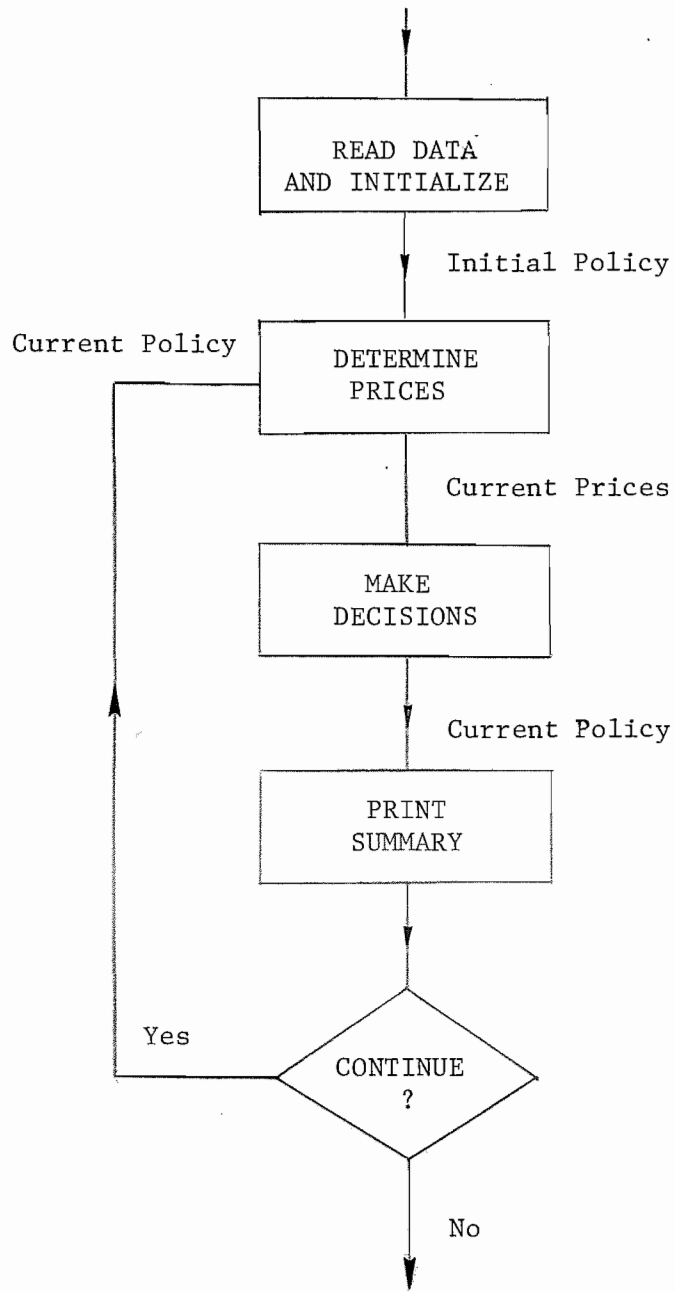 READ DATA
AND INITIALIZE
Initial Policy
Current Policy
DETERMINE
PRICES
Current Prices
MAKE
DECISIONS
Current Policy
PRINT
SUMMARY
Yes
CONTINUE
?
No